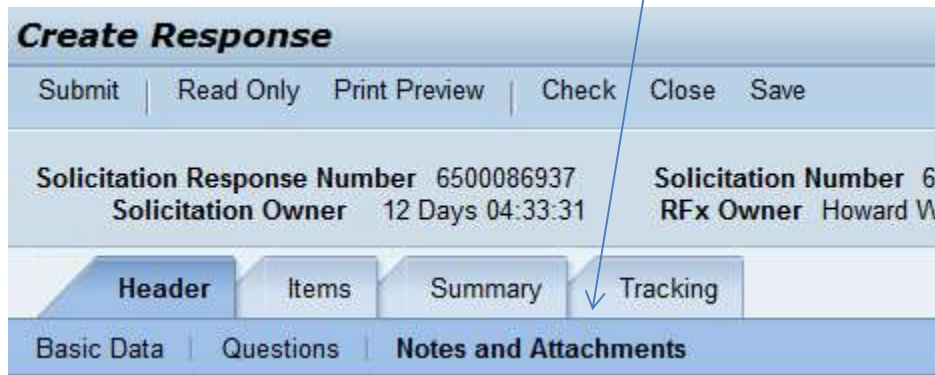 Create Response
Submit | Read Only Print Preview | Check Close Save
Solicitation Response Number 6500086937 Solicitation Number 6
Solicitation Owner 12 Days 04:33:31 RFx Owner Howard W
Header Items Summary Tracking
Basic Data | Questions | Notes and Attachments